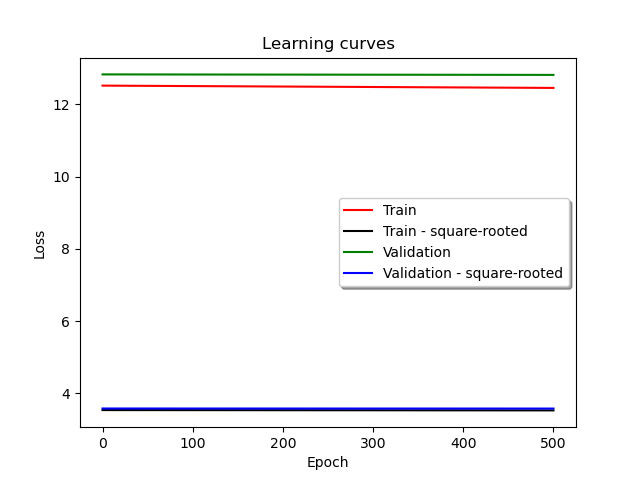 Learning curves
12
10
8
6
4
Loss
Train
Train - square-rooted
Validation
Validation - square-rooted
0 100 200 300 400 500
Epoch